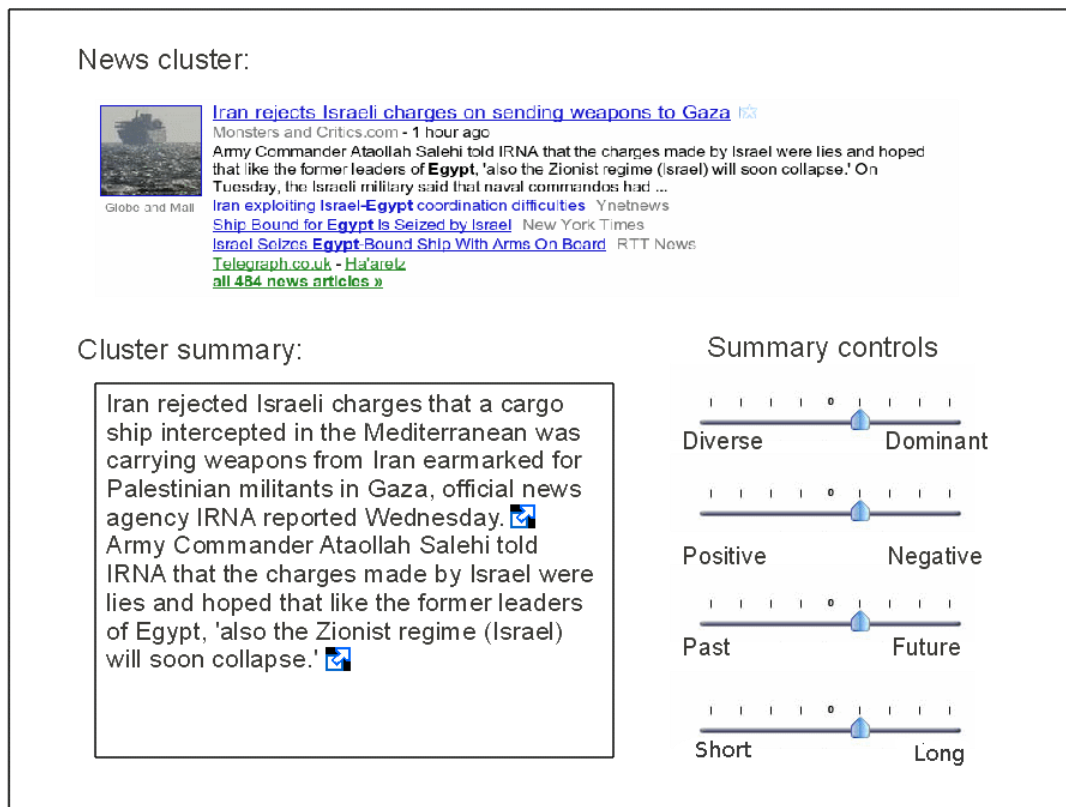 News cluster:
Iran rejects Israeli charges on sending weapons to Gaza
Monsters and Critics.com - 1 hour ago
Army Commander Ataollah Salehi told IRNA that the charges made by Israel were lies and hoped
that like the former leaders of Egypt, 'also the Zionist regime (Israel) will soon collapse.' On
Tuesday, the Israeli military said that naval commandos had ...
Globe and Mail
Iran exploiting Israel-Egypt coordination difficulties Ynetnews
Ship Bound for Egypt Is Seized by Israel New York Times
Israel Seizes Egypt-Bound Ship With Arms On Board RTT News
Telegraph.co.uk - Ha'aretz
all 484 news articles »
Cluster summary:
Iran rejected Israeli charges that a cargo
ship intercepted in the Mediterranean was
carrying weapons from Iran earmarked for
Palestinian militants in Gaza, official news
agency IRNA reported Wednesday.
Army Commander Ataollah Salehi told
IRNA that the charges made by Israel were
lies and hoped that like the former leaders
of Egypt, 'also the Zionist regime (Israel)
will soon collapse.'
Summary controls
0
Diverse Dominant
0
Positive Negative
0
Past Future
0
Short Long